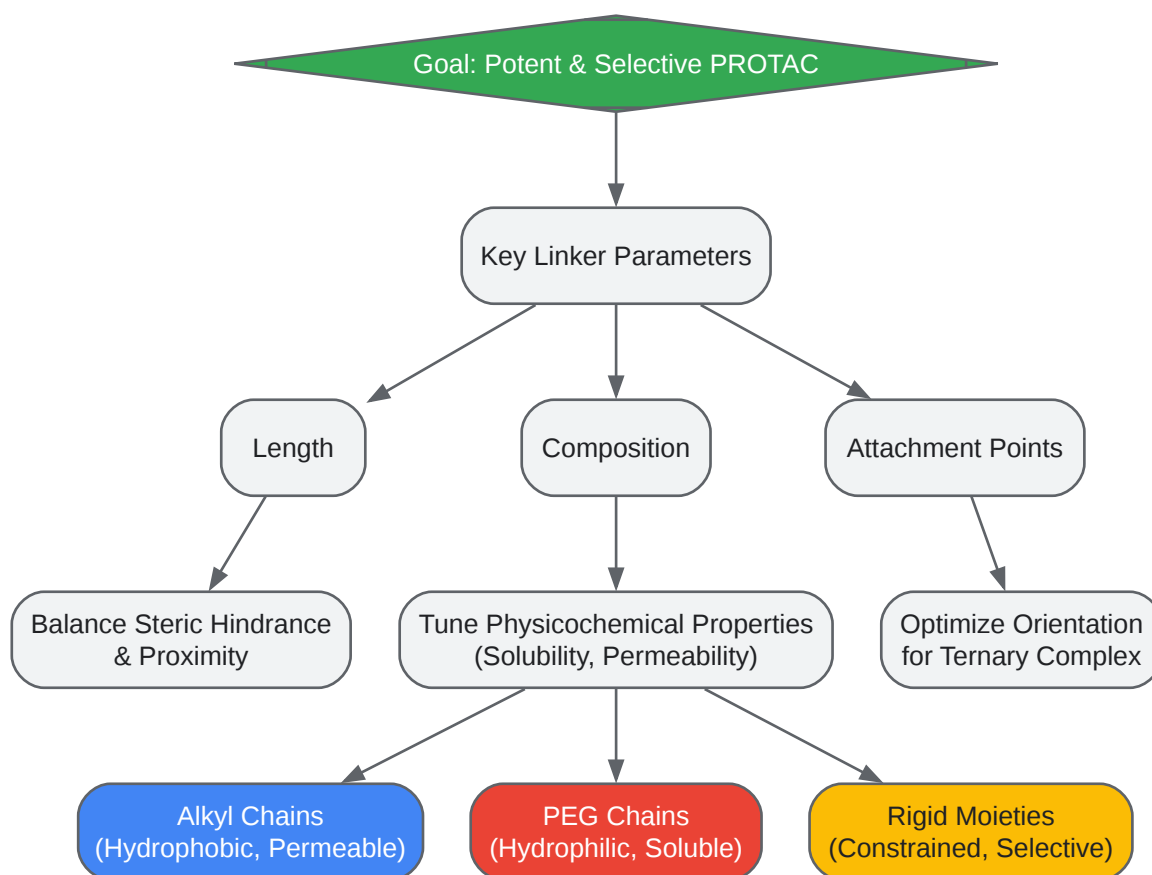 Goal: Potent & Selective PROTAC
Key Linker Parameters
Length
Composition
Attachment Points
Balance Steric Hindrance
& Proximity
Tune Physicochemical Properties
(Solubility, Permeability)
Optimize Orientation
for Ternary Complex
Alkyl Chains
(Hydrophobic, Permeable)
PEG Chains
(Hydrophilic, Soluble)
Rigid Moieties
(Constrained, Selective)